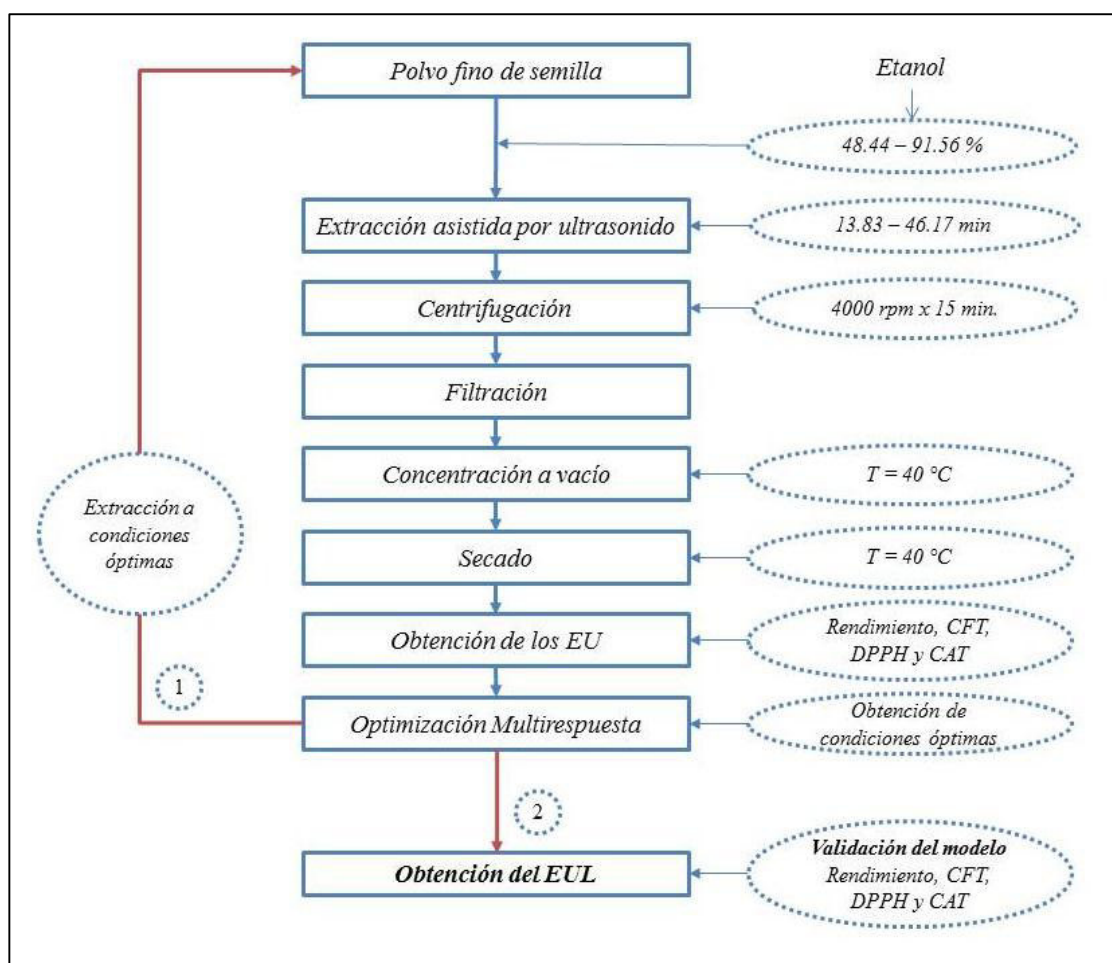 Polvo fino de semilla
Etanol
48.44 – 91.56 %
Extracción asistida por ultrasonido
13.83 – 46.17 min
Centrifugación
4000 rpm x 15 min.
Filtración
Concentración a vacío
T = 40 °C
Extracción a
condiciones
óptimas
Secado
T = 40 °C
Obtención de los EU
Rendimiento, CFT,
DPPH y CAT
1
Optimización Multirespuesta
Obtención de
condiciones óptimas
2
Obtención del EUL
Validación del modelo
Rendimiento, CFT,
DPPH y CAT